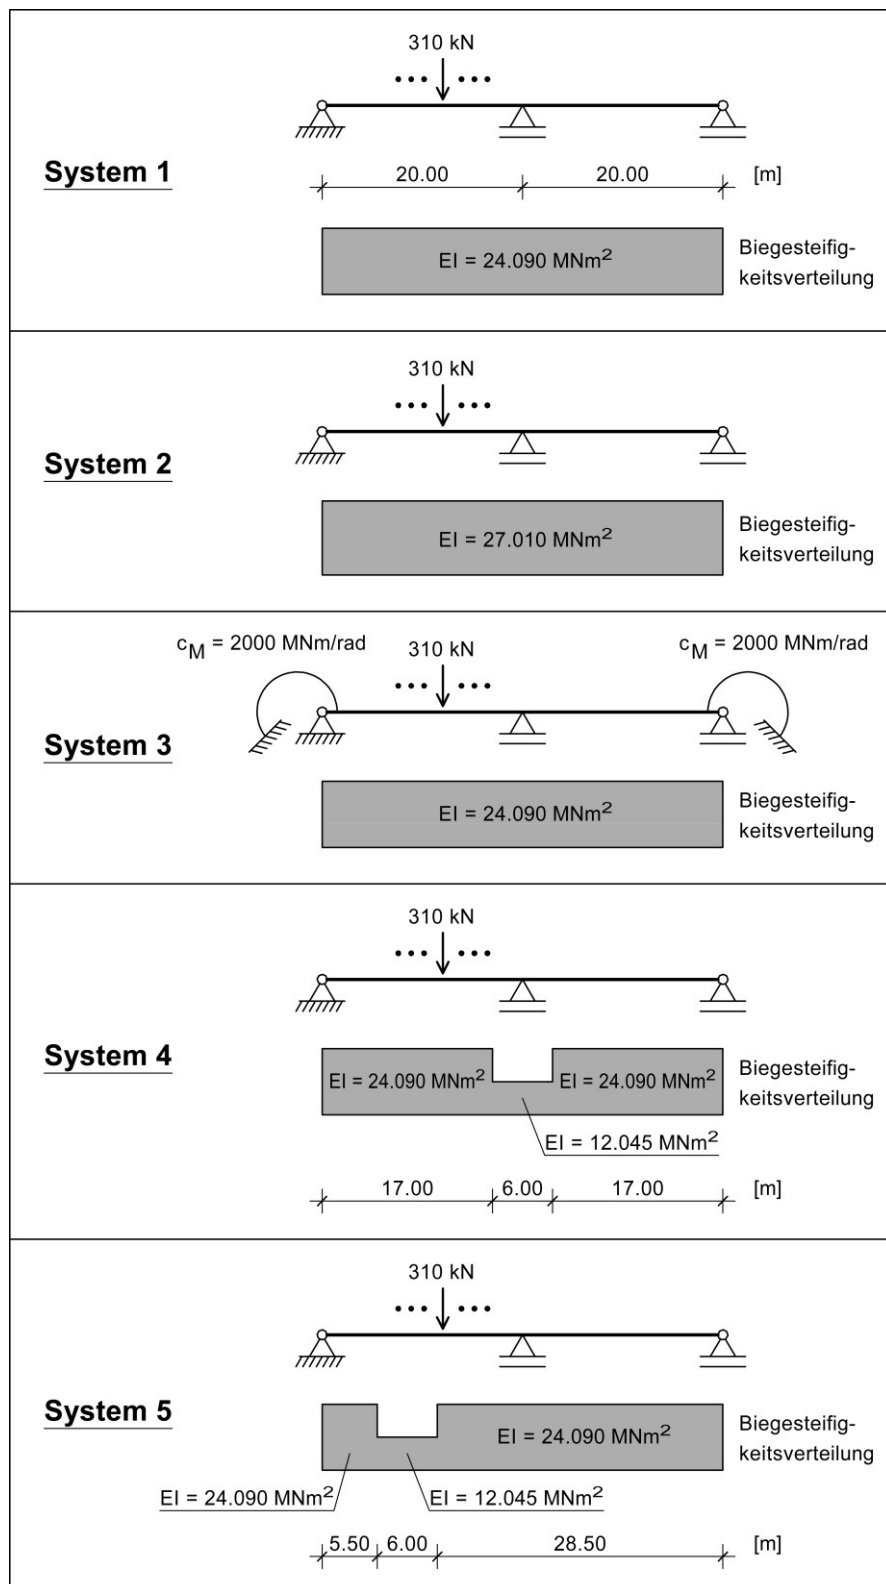 310 kN
System 1
20.00 20.00 [m]
EI = 24.090 MNm²
Biegesteifig-
keitsverteilung
310 kN
System 2
EI = 27.010 MNm²
Biegesteifig-
keitsverteilung
c_M = 2000 MNm/rad 310 kN c_M = 2000 MNm/rad
System 3
EI = 24.090 MNm²
Biegesteifig-
keitsverteilung
310 kN
System 4
EI = 24.090 MNm² EI = 24.090 MNm²
Biegesteifig-
keitsverteilung
EI = 12.045 MNm²
17.00 6.00 17.00 [m]
310 kN
System 5
EI = 24.090 MNm²
Biegesteifig-
keitsverteilung
EI = 24.090 MNm² EI = 12.045 MNm²
5.50 6.00 28.50 [m]